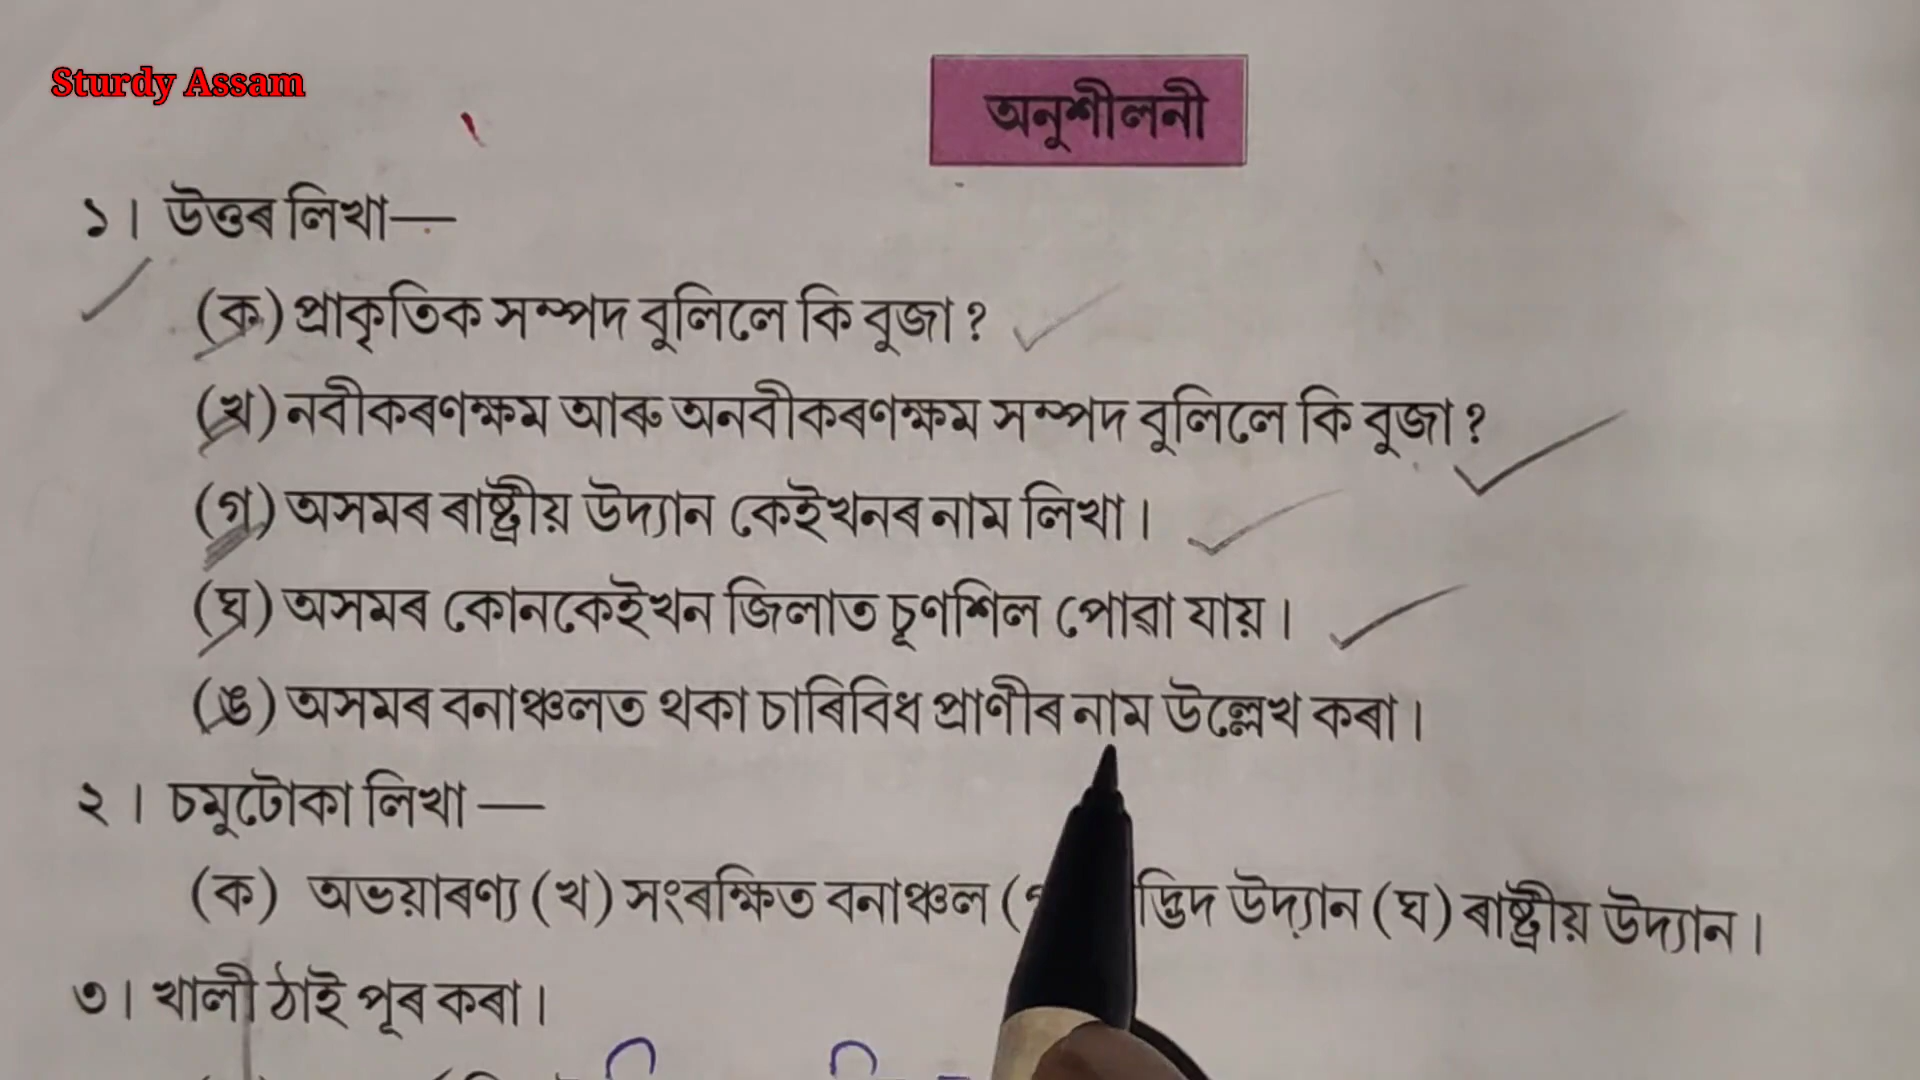 Sturdy Assam
অনুশীলনী
১। উত্তৰ লিখা—
(ক) প্ৰাকৃতিক সম্পদ বুলিলে কি বুজা?
(খ) নবীকৰণক্ষম আৰু অনবীকৰণক্ষম সম্পদ বুলিলে কি বুজা?
(গ) অসমৰ ৰাষ্ট্ৰীয় উদ্যান কেইখনৰ নাম লিখা।
(ঘ) অসমৰ কোনকেইখন জিলাত চূণশিল পোৱা যায়।
(ঙ) অসমৰ বনাঞ্চলত থকা চাৰিবিধ প্ৰাণীৰ নাম উল্লেখ কৰা।
২। চমুটোকা লিখা—
(ক) অভয়াৰণ্য (খ) সংৰক্ষিত বনাঞ্চল উদ্যান (ঘ) ৰাষ্ট্ৰীয় উদ্যান।
৩। খালী ঠাই পূৰ কৰা।